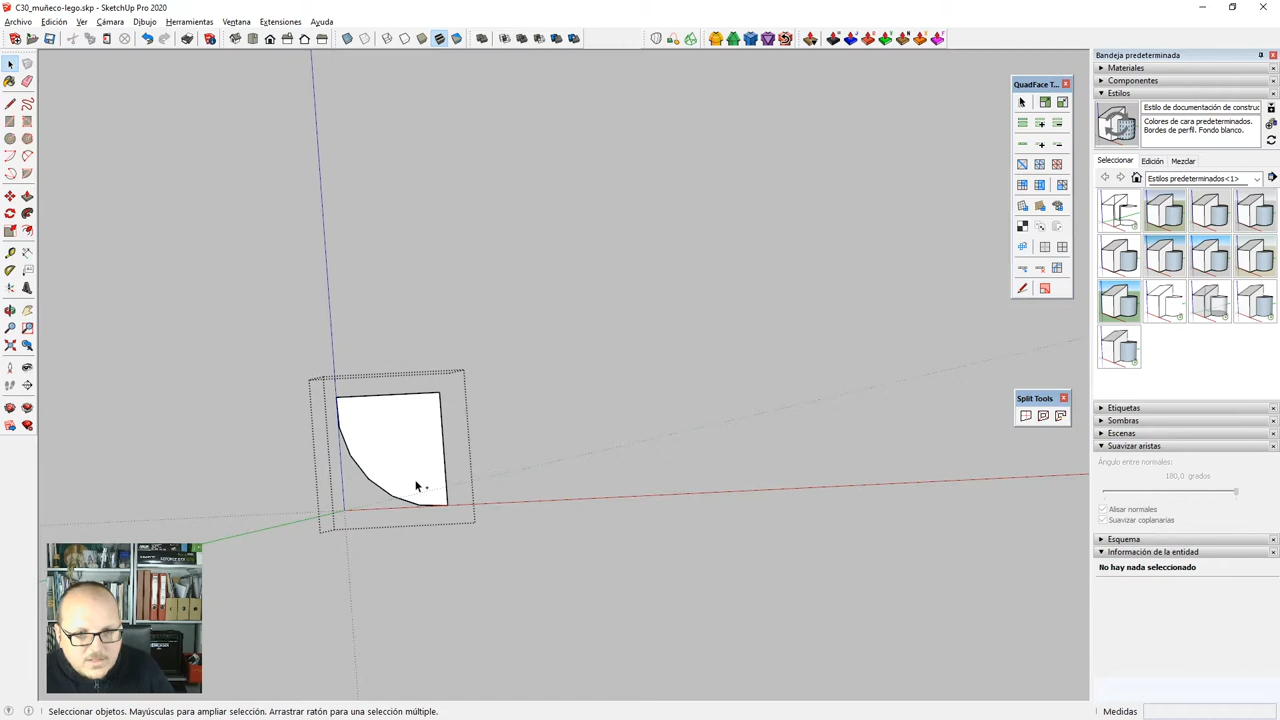 C30_muñeco-lego.skp - SketchUp Pro 2020
Archivo Edición Ver Cámara Dibujo Herramientas Ventana Extensiones Ayuda
Bandeja predeterminada
Materiales
Componentes
Estilos
Estilo de documentación de construc
Colores de cara predeterminados.
Bordes de perfil. Fondo blanco.
Seleccionar Edición Mezclar
Estilos predeterminados<1>
QuadFace T...
Split Tools
Etiquetas
Sombras
Escenas
Suavizar aristas
Ángulo entre normales:
180,0 grados
Alisar normales
Suavizar coplanarias
Esquema
Información de la entidad
No hay nada seleccionado
Seleccionar objetos. Mayúsculas para ampliar selección. Arrastrar ratón para una selección múltiple.
Medidas